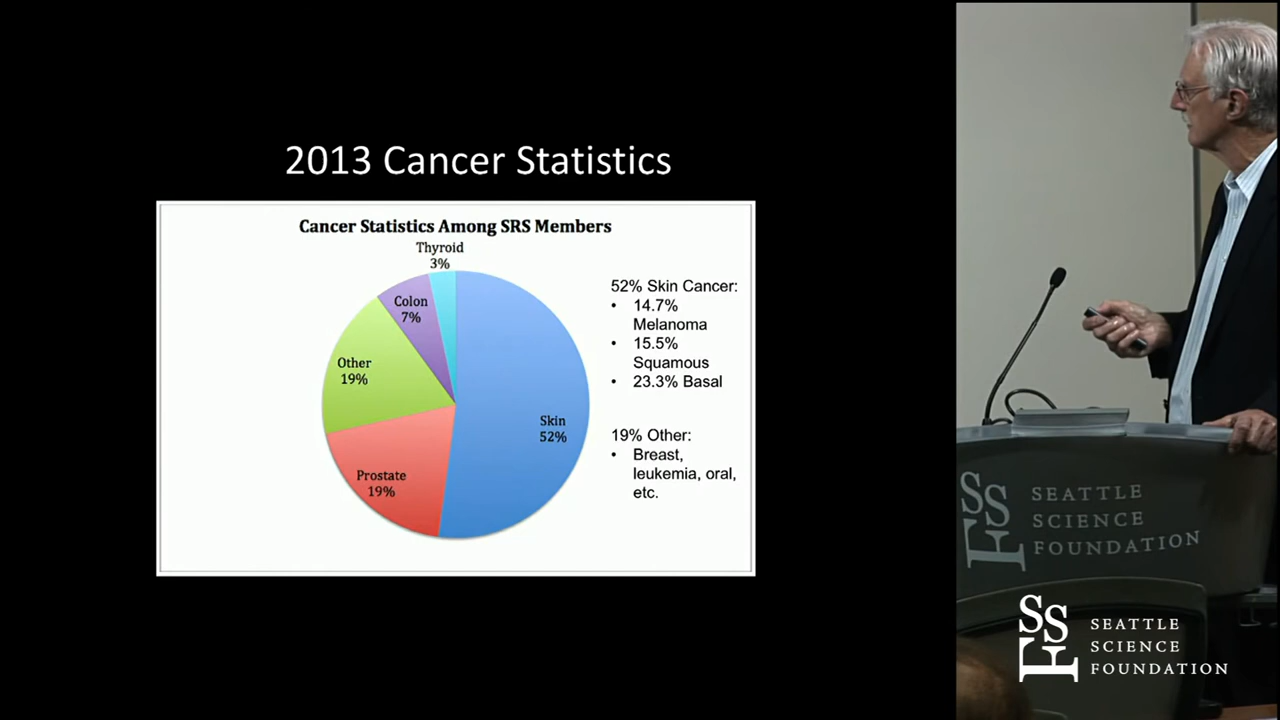 2013 Cancer Statistics
Cancer Statistics Among SRS Members
Thyroid
3%
Colon
7%
Other
19%
Prostate
19%
Skin
52%
52% Skin Cancer:
• 14.7%
Melanoma
• 15.5%
Squamous
• 23.3% Basal
19% Other:
• Breast,
leukemia, oral,
etc.
SSF
SEATTLE
SCIENCE
FOUNDATION
SSF
SEATTLE
SCIENCE
FOUNDATION